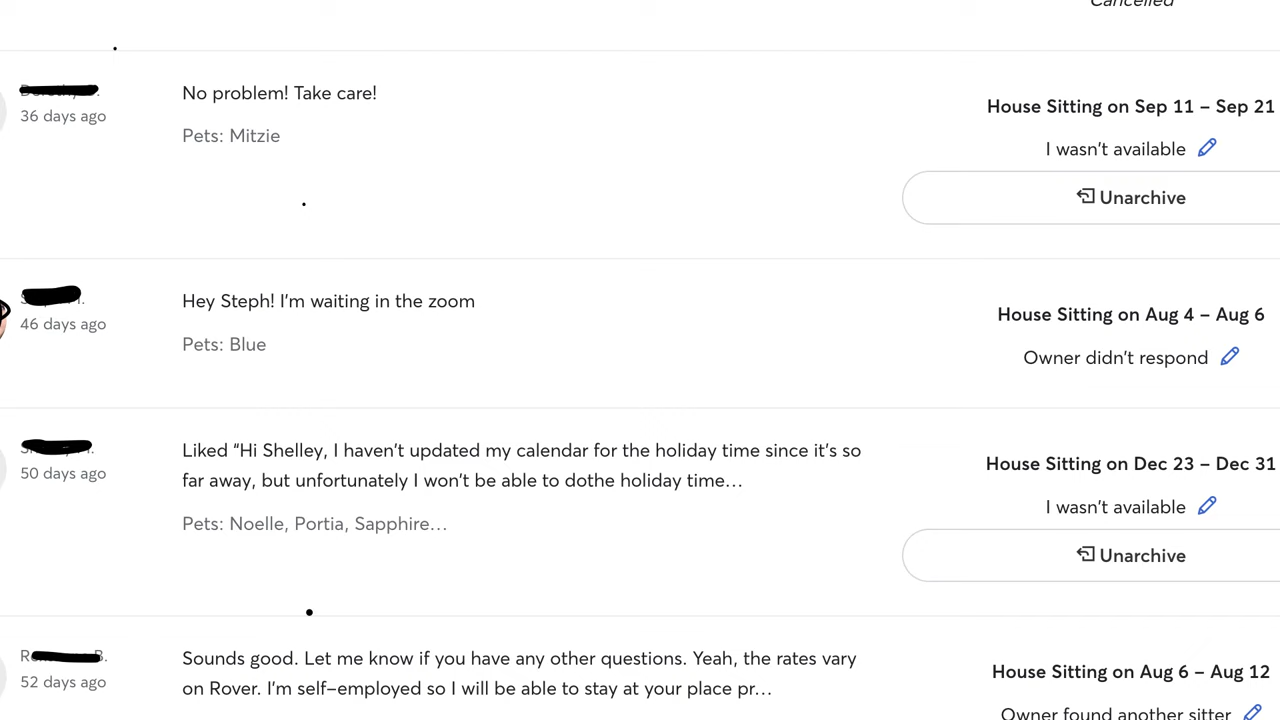 Cancelled
36 days ago
No problem! Take care!
Pets: Mitzie
House Sitting on Sep 11 – Sep 21
I wasn't available
Unarchive
46 days ago
Hey Steph! I'm waiting in the zoom
Pets: Blue
House Sitting on Aug 4 – Aug 6
Owner didn't respond
50 days ago
Liked “Hi Shelley, I haven't updated my calendar for the holiday time since it's so
far away, but unfortunately I won't be able to dothe holiday time…
Pets: Noelle, Portia, Sapphire…
House Sitting on Dec 23 – Dec 31
I wasn't available
Unarchive
52 days ago
Sounds good. Let me know if you have any other questions. Yeah, the rates vary
on Rover. I'm self-employed so I will be able to stay at your place pr…
House Sitting on Aug 6 – Aug 12
Owner found another sitter